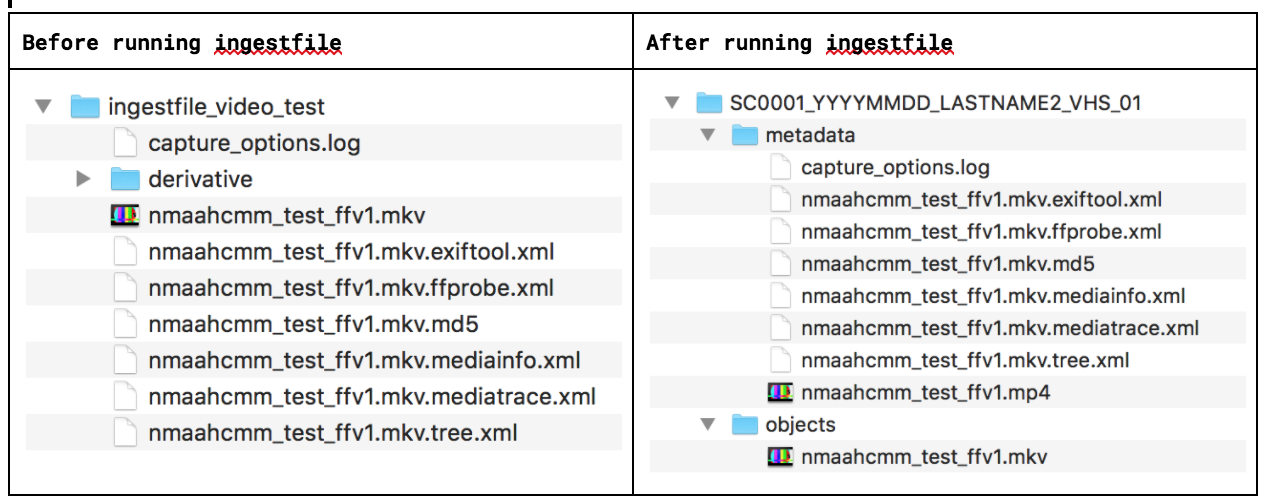 Before running ingestfile
ingestfile_video_test
capture_options.log
derivative
nmaahcmm_test_ffv1.mkv
nmaahcmm_test_ffv1.mkv.exiftool.xml
nmaahcmm_test_ffv1.mkv.ffprobe.xml
nmaahcmm_test_ffv1.mkv.md5
nmaahcmm_test_ffv1.mkv.mediainfo.xml
nmaahcmm_test_ffv1.mkv.mediatrace.xml
nmaahcmm_test_ffv1.mkv.tree.xml
After running ingestfile
SC0001_YYYYMMDD_LASTNAME2_VHS_01
metadata
capture_options.log
nmaahcmm_test_ffv1.mkv.exiftool.xml
nmaahcmm_test_ffv1.mkv.ffprobe.xml
nmaahcmm_test_ffv1.mkv.md5
nmaahcmm_test_ffv1.mkv.mediainfo.xml
nmaahcmm_test_ffv1.mkv.mediatrace.xml
nmaahcmm_test_ffv1.mkv.tree.xml
nmaahcmm_test_ffv1.mp4
objects
nmaahcmm_test_ffv1.mkv